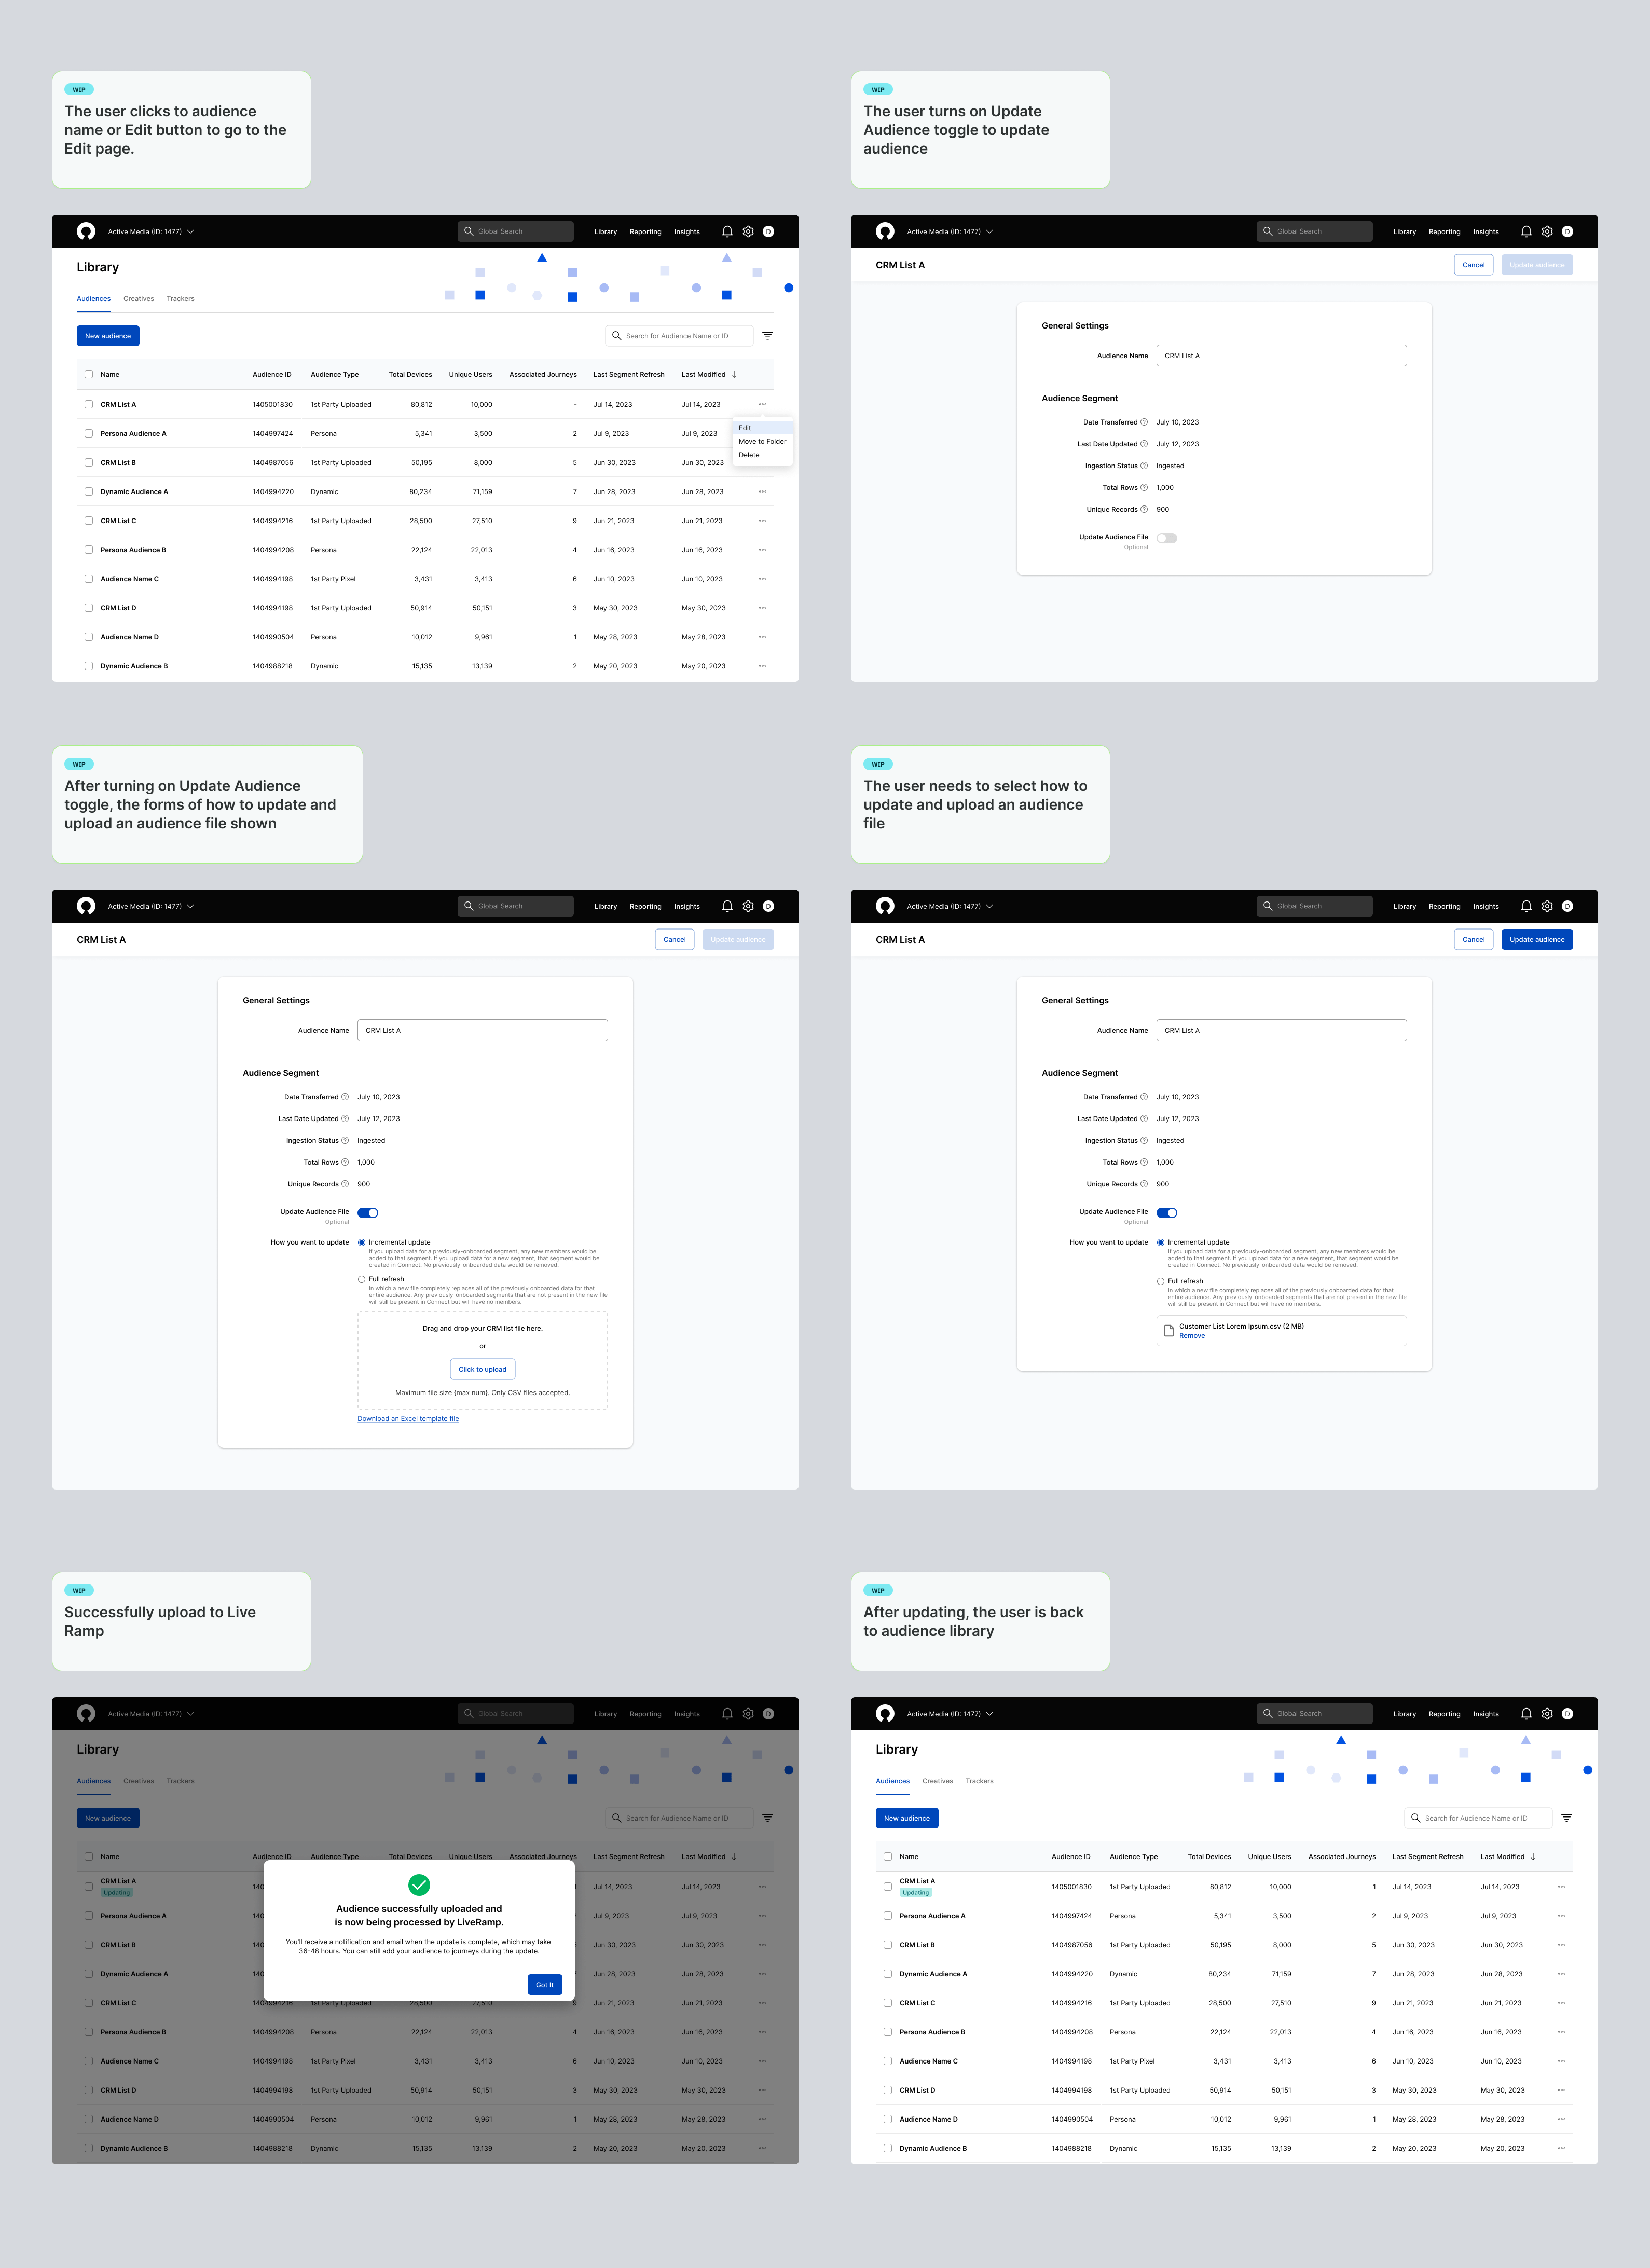 WIP
The user clicks to audience
name or Edit button to go to the
Edit page.
WIP
The user turns on Update
Audience toggle to update
audience
Active Media (ID: 1477)
Global Search
Library Reporting Insights D
Library
Audiences Creatives Trackers
New audience
Search for Audience Name or ID
Name Audience ID Audience Type Total Devices Unique Users Associated Journeys Last Segment Refresh Last Modified
CRM List A 1405001830 1st Party Uploaded 80,812 10,000 - Jul 14, 2023 Jul 14, 2023
Persona Audience A 1404997424 Persona 5,341 3,500 2 Jul 9, 2023 Jul 9, 2023
CRM List B 1404987056 1st Party Uploaded 50,195 8,000 5 Jun 30, 2023 Jun 30, 2023
Dynamic Audience A 1404994220 Dynamic 80,234 71,159 7 Jun 28, 2023 Jun 28, 2023
CRM List C 1404994216 1st Party Uploaded 28,500 27,510 9 Jun 21, 2023 Jun 21, 2023
Persona Audience B 1404994208 Persona 22,124 22,013 4 Jun 16, 2023 Jun 16, 2023
Audience Name C 1404994198 1st Party Pixel 3,431 3,413 6 Jun 10, 2023 Jun 10, 2023
CRM List D 1404994198 1st Party Uploaded 50,914 50,151 3 May 30, 2023 May 30, 2023
Audience Name D 1404990504 Persona 10,012 9,961 1 May 28, 2023 May 28, 2023
Dynamic Audience B 1404988218 Dynamic 15,135 13,139 2 May 20, 2023 May 20, 2023
Edit
Move to Folder
Delete
Active Media (ID: 1477)
Global Search
Library Reporting Insights D
CRM List A
Cancel Update audience
General Settings
Audience Name CRM List A
Audience Segment
Date Transferred July 10, 2023
Last Date Updated July 12, 2023
Ingestion Status Ingested
Total Rows 1,000
Unique Records 900
Update Audience File
Optional
WIP
After turning on Update Audience
toggle, the forms of how to update and
upload an audience file shown
WIP
The user needs to select how to
update and upload an audience
file
Active Media (ID: 1477)
Global Search
Library Reporting Insights D
CRM List A
Cancel Update audience
General Settings
Audience Name CRM List A
Audience Segment
Date Transferred July 10, 2023
Last Date Updated July 12, 2023
Ingestion Status Ingested
Total Rows 1,000
Unique Records 900
Update Audience File
Optional
How you want to update Incremental update
If you upload data for a previously-onboarded segment, any new members would be
added to that segment. If you upload data for a new segment, that segment would be
created in Connect. No previously-onboarded data would be removed.
Full refresh
In which a new file completely replaces all of the previously onboarded data for that
entire audience. Any previously-onboarded segments that are not present in the new file
will still be present in Connect but will have no members.
Drag and drop your CRM list file here.
or
Click to upload
Maximum file size (max num). Only CSV files accepted.
Download an Excel template file
Active Media (ID: 1477)
Global Search
Library Reporting Insights D
CRM List A
Cancel Update audience
General Settings
Audience Name CRM List A
Audience Segment
Date Transferred July 10, 2023
Last Date Updated July 12, 2023
Ingestion Status Ingested
Total Rows 1,000
Unique Records 900
Update Audience File
Optional
How you want to update Incremental update
If you upload data for a previously-onboarded segment, any new members would be
added to that segment. If you upload data for a new segment, that segment would be
created in Connect. No previously-onboarded data would be removed.
Full refresh
In which a new file completely replaces all of the previously onboarded data for that
entire audience. Any previously-onboarded segments that are not present in the new file
will still be present in Connect but will have no members.
Customer List Lorem Ipsum.csv (2 MB)
Remove
WIP
Successfully upload to Live
Ramp
WIP
After updating, the user is back
to audience library
Active Media (ID: 1477)
Global Search
Library Reporting Insights D
Library
Audiences Creatives Trackers
New audience
Search for Audience Name or ID
Name Audience ID Audience Type Total Devices Unique Users Associated Journeys Last Segment Refresh Last Modified
CRM List A Jul 14, 2023 Jul 14, 2023
Updating
Persona Audience A Jul 9, 2023 Jul 9, 2023
CRM List B 5 Jun 30, 2023 Jun 30, 2023
Dynamic Audience A 7 Jun 28, 2023 Jun 28, 2023
CRM List C 1404994216 1st Party Uploaded 28,500 27,510 9 Jun 21, 2023 Jun 21, 2023
Persona Audience B 1404994208 Persona 22,124 22,013 4 Jun 16, 2023 Jun 16, 2023
Audience Name C 1404994198 1st Party Pixel 3,431 3,413 6 Jun 10, 2023 Jun 10, 2023
CRM List D 1404994198 1st Party Uploaded 50,914 50,151 3 May 30, 2023 May 30, 2023
Audience Name D 1404990504 Persona 10,012 9,961 1 May 28, 2023 May 28, 2023
Dynamic Audience B 1404988218 Dynamic 15,135 13,139 2 May 20, 2023 May 20, 2023
Audience successfully uploaded and
is now being processed by LiveRamp.
You'll receive a notification and email when the update is complete, which may take
36-48 hours. You can still add your audience to journeys during the update.
Got It
Active Media (ID: 1477)
Global Search
Library Reporting Insights D
Library
Audiences Creatives Trackers
New audience
Search for Audience Name or ID
Name Audience ID Audience Type Total Devices Unique Users Associated Journeys Last Segment Refresh Last Modified
CRM List A 1405001830 1st Party Uploaded 80,812 10,000 1 Jul 14, 2023 Jul 14, 2023
Updating
Persona Audience A 1404997424 Persona 5,341 3,500 2 Jul 9, 2023 Jul 9, 2023
CRM List B 1404987056 1st Party Uploaded 50,195 8,000 5 Jun 30, 2023 Jun 30, 2023
Dynamic Audience A 1404994220 Dynamic 80,234 71,159 7 Jun 28, 2023 Jun 28, 2023
CRM List C 1404994216 1st Party Uploaded 28,500 27,510 9 Jun 21, 2023 Jun 21, 2023
Persona Audience B 1404994208 Persona 22,124 22,013 4 Jun 16, 2023 Jun 16, 2023
Audience Name C 1404994198 1st Party Pixel 3,431 3,413 6 Jun 10, 2023 Jun 10, 2023
CRM List D 1404994198 1st Party Uploaded 50,914 50,151 3 May 30, 2023 May 30, 2023
Audience Name D 1404990504 Persona 10,012 9,961 1 May 28, 2023 May 28, 2023
Dynamic Audience B 1404988218 Dynamic 15,135 13,139 2 May 20, 2023 May 20, 2023